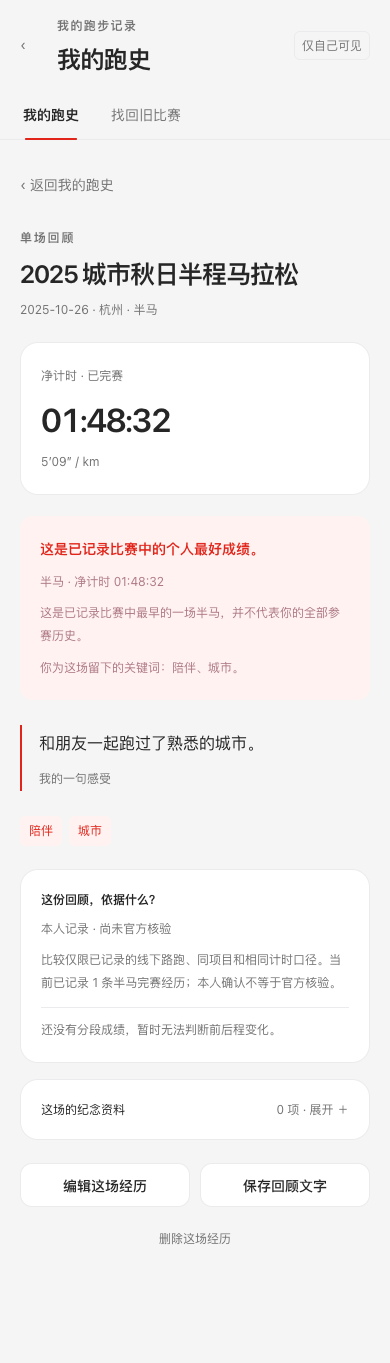 我的跑步记录
‹
我的跑史
仅自己可见
我的跑史
找回旧比赛
‹ 返回我的跑史
单场回顾
2025 城市秋日半程马拉松
2025-10-26 · 杭州 · 半马
净计时 · 已完赛
01:48:32
5′09″ / km
这是已记录比赛中的个人最好成绩。
半马 · 净计时 01:48:32
这是已记录比赛中最早的一场半马，并不代表你的全部参
赛历史。
你为这场留下的关键词：陪伴、城市。
和朋友一起跑过了熟悉的城市。
我的一句感受
陪伴
城市
这份回顾，依据什么？
本人记录 · 尚未官方核验
比较仅限已记录的线下路跑、同项目和相同计时口径。当
前已记录 1 条半马完赛经历；本人确认不等于官方核验。
还没有分段成绩，暂时无法判断前后程变化。
这场的纪念资料
0 项 · 展开 ＋
编辑这场经历
保存回顾文字
删除这场经历